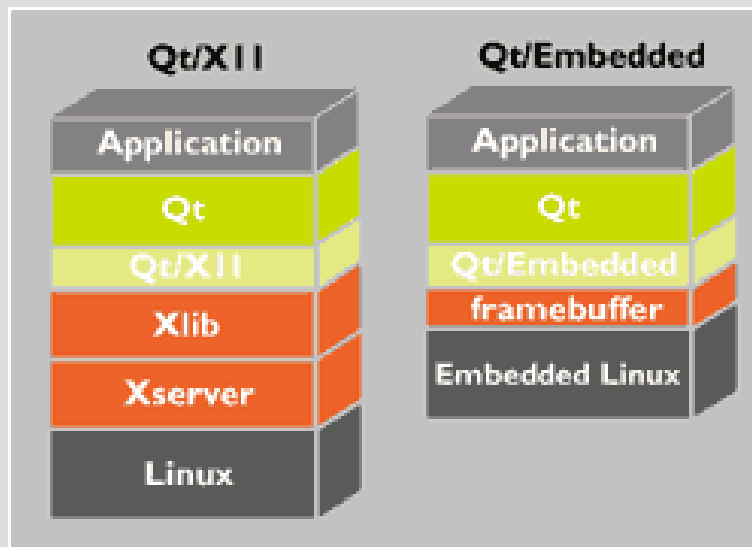 Qt/X11
Application
Qt
Qt/X11
Xlib
Xserver
Linux
Qt/Embedded
Application
Qt
Qt/Embedded
framebuffer
Embedded Linux